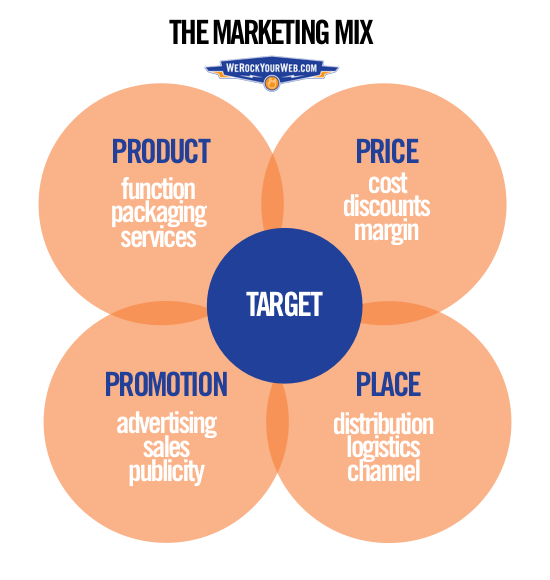 THE MARKETING MIX
WEROCKYOURWEB.COM
PRODUCT
function
packaging
services
PRICE
cost
discounts
margin
TARGET
PROMOTION
advertising
sales
publicity
PLACE
distribution
logistics
channel